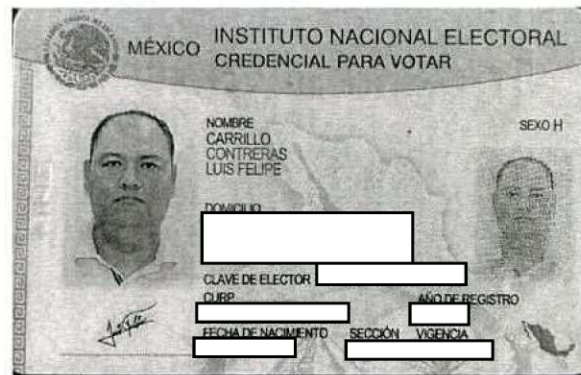 MÉXICO
INSTITUTO NACIONAL ELECTORAL
CREDENCIAL PARA VOTAR
NOMBRE
CARRILLO
CONTRERAS
LUIS FELIPE
SEXO H
DOMICILIO
CLAVE DE ELECTOR
CURP
AÑO DE REGISTRO
FECHA DE NACIMIENTO SECCIÓN VIGENCIA